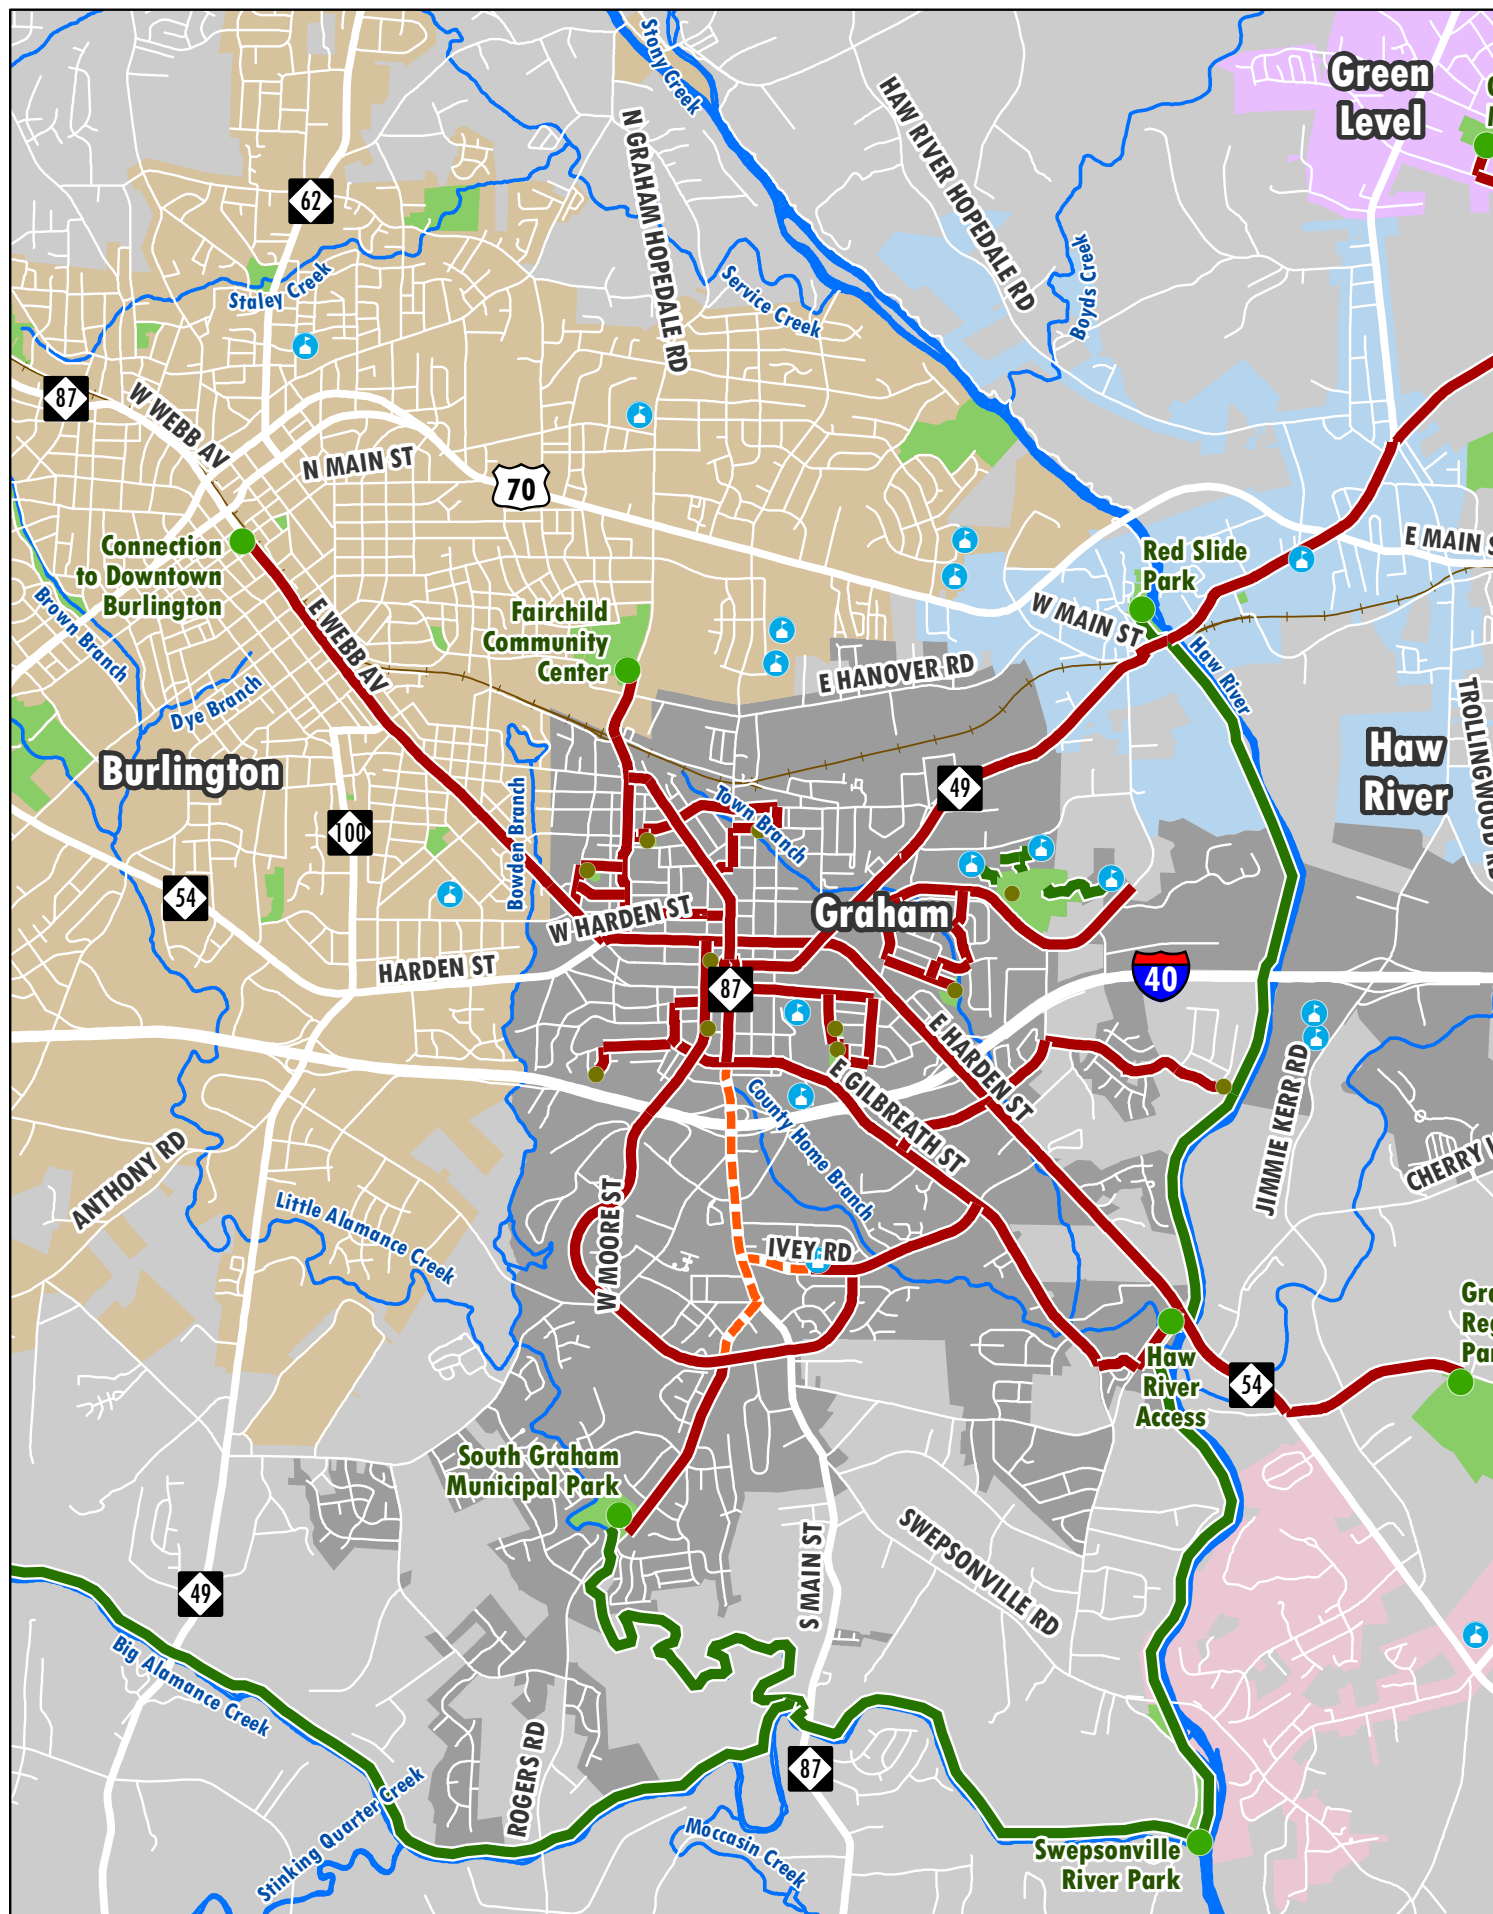 Stony Creek
Green
Level
HAW RIVER HOPEDALE RD
N GRAHAM HOPEDALE RD
62
Boyds Creek
Staley Creek
Service Creek
87
W WEBB AV
N MAIN ST
70
E MAIN S
Connection
to Downtown
Burlington
Red Slide
Park
Brown Branch
E WEBB AV
Fairchild
Community
Center
W MAIN ST
E HANOVER RD
Haw River
Dye Branch
TROLLINGWOOD RD
Burlington
Haw
River
49
Bowden Branch
Town Branch
100
54
Graham
W HARDEN ST
HARDEN ST
40
87
E HARDEN ST
E GILBREATH ST
JIMMIE KERR RD
County Home Branch
ANTHONY RD
CHERRY
Little Alamance Creek
W MOORE ST
IVEY RD
Gra
Reg
Par
Haw
River
Access
54
South Graham
Municipal Park
SWEPSONVILLE RD
S MAIN ST
49
Big Alamance Creek
ROGERS RD
87
Stinking Quarter Creek
Moccasin Creek
Swepsonville
River Park